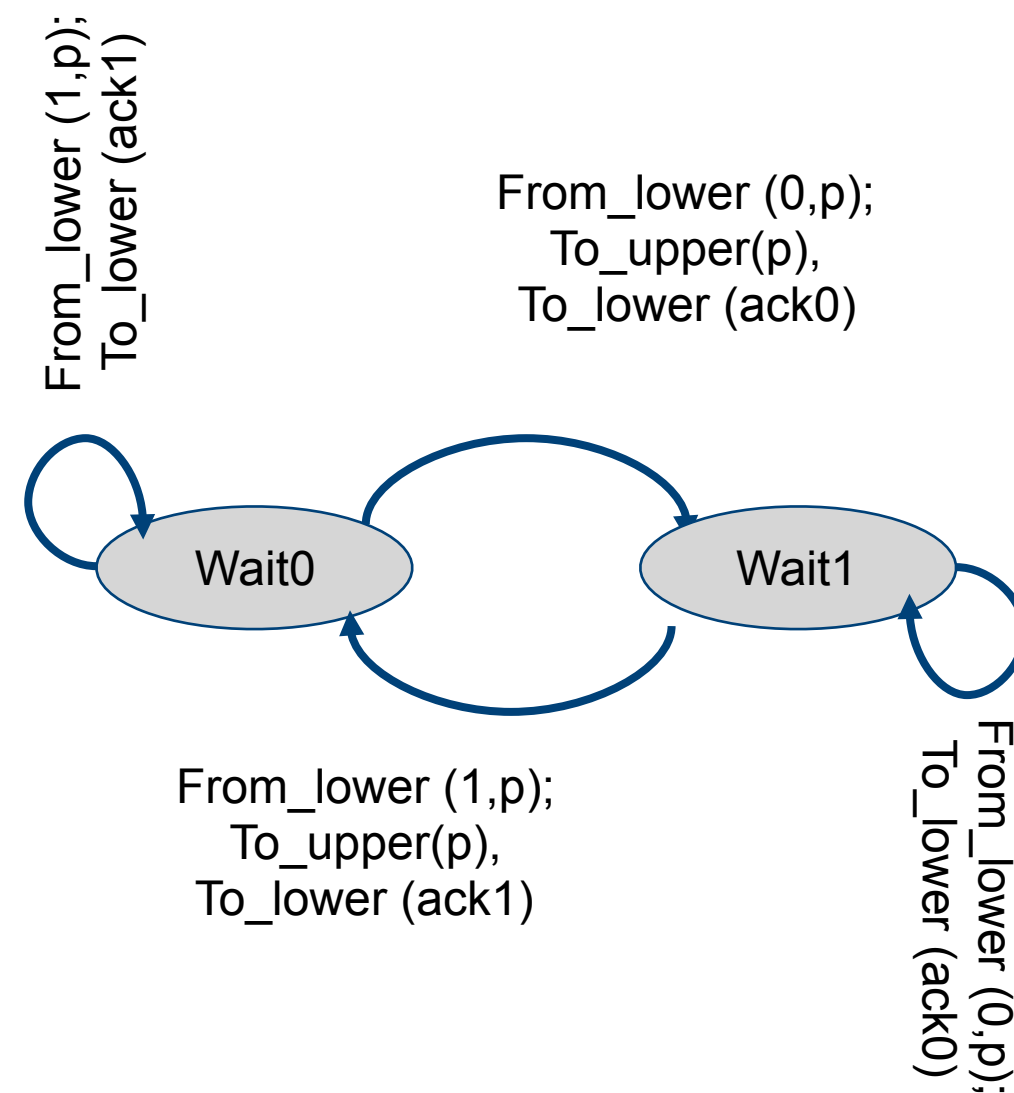 From_lower (1,p);
To_lower (ack1)
From_lower (0,p);
To_upper(p),
To_lower (ack0)
Wait0
Wait1
From_lower (1,p);
To_upper(p),
To_lower (ack1)
From_lower (0,p);
To_lower (ack0)